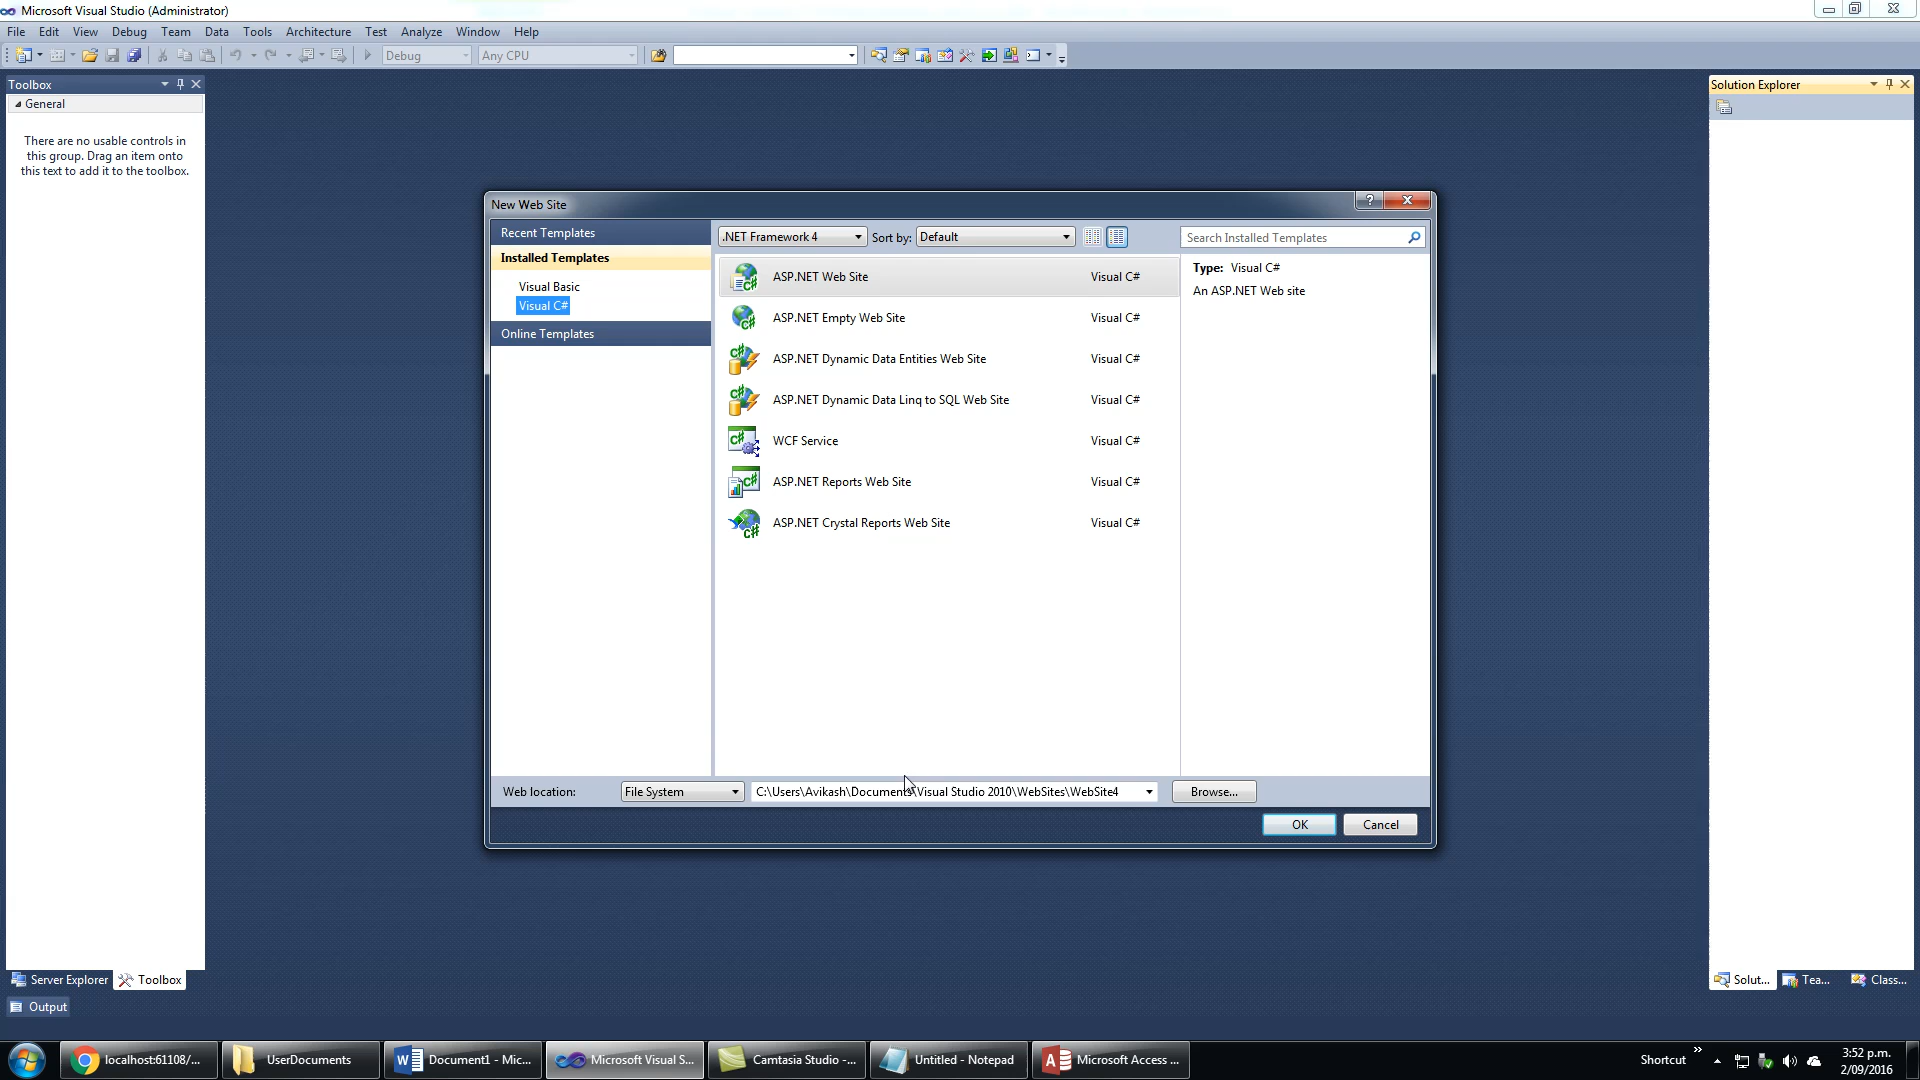 Microsoft Visual Studio (Administrator)
File Edit View Debug Team Data Tools Architecture Test Analyze Window Help
Debug Any CPU
Toolbox
General
There are no usable controls in
this group. Drag an item onto
this text to add it to the toolbox.
Solution Explorer
New Web Site
Recent Templates
Installed Templates
Visual Basic
Visual C#
Online Templates
.NET Framework 4 Sort by: Default
Search Installed Templates
ASP.NET Web Site Visual C#
ASP.NET Empty Web Site Visual C#
ASP.NET Dynamic Data Entities Web Site Visual C#
ASP.NET Dynamic Data Linq to SQL Web Site Visual C#
WCF Service Visual C#
ASP.NET Reports Web Site Visual C#
ASP.NET Crystal Reports Web Site Visual C#
Type: Visual C#
An ASP.NET Web site
Web location: File System C:\Users\Avikash\Documents\Visual Studio 2010\WebSites\WebSite4 Browse...
OK Cancel
Server Explorer Toolbox
Output
Solut... Tea... Class...
localhost:61108/... UserDocuments Document1 - Mic... Microsoft Visual S... Camtasia Studio -... Untitled - Notepad Microsoft Access ...
Shortcut
3:52 p.m.
2/09/2016